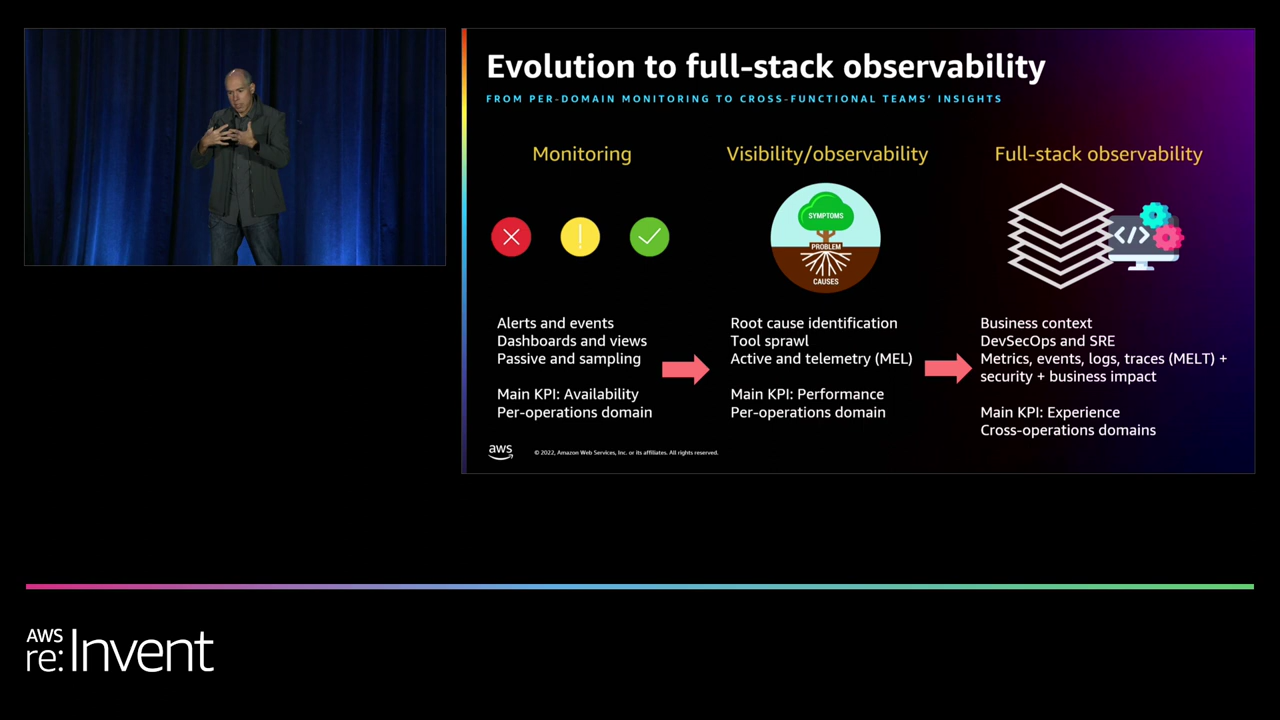 Evolution to full-stack observability
FROM PER-DOMAIN MONITORING TO CROSS-FUNCTIONAL TEAMS' INSIGHTS
Monitoring
Alerts and events
Dashboards and views
Passive and sampling
Main KPI: Availability
Per-operations domain
Visibility/observability
SYMPTOMS
PROBLEM
CAUSES
Root cause identification
Tool sprawl
Active and telemetry (MEL)
Main KPI: Performance
Per-operations domain
Full-stack observability
</>
Business context
DevSecOps and SRE
Metrics, events, logs, traces (MELT) +
security + business impact
Main KPI: Experience
Cross-operations domains
aws
© 2022, Amazon Web Services, Inc. or its affiliates. All rights reserved.
AWS
re:Invent